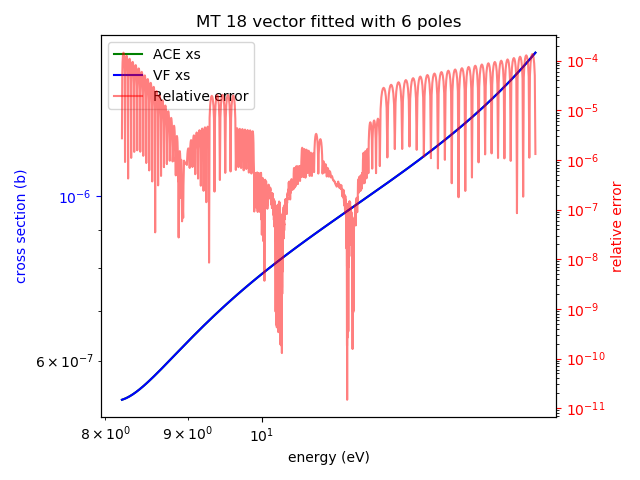 MT 18 vector fitted with 6 poles
ACE xs
VF xs
Relative error
cross section (b)
10⁻⁶
6 × 10⁻⁷
10⁻⁴
10⁻⁵
10⁻⁶
10⁻⁷
10⁻⁸
10⁻⁹
10⁻¹⁰
10⁻¹¹
relative error
8 × 10⁰ 9 × 10⁰ 10¹
energy (eV)